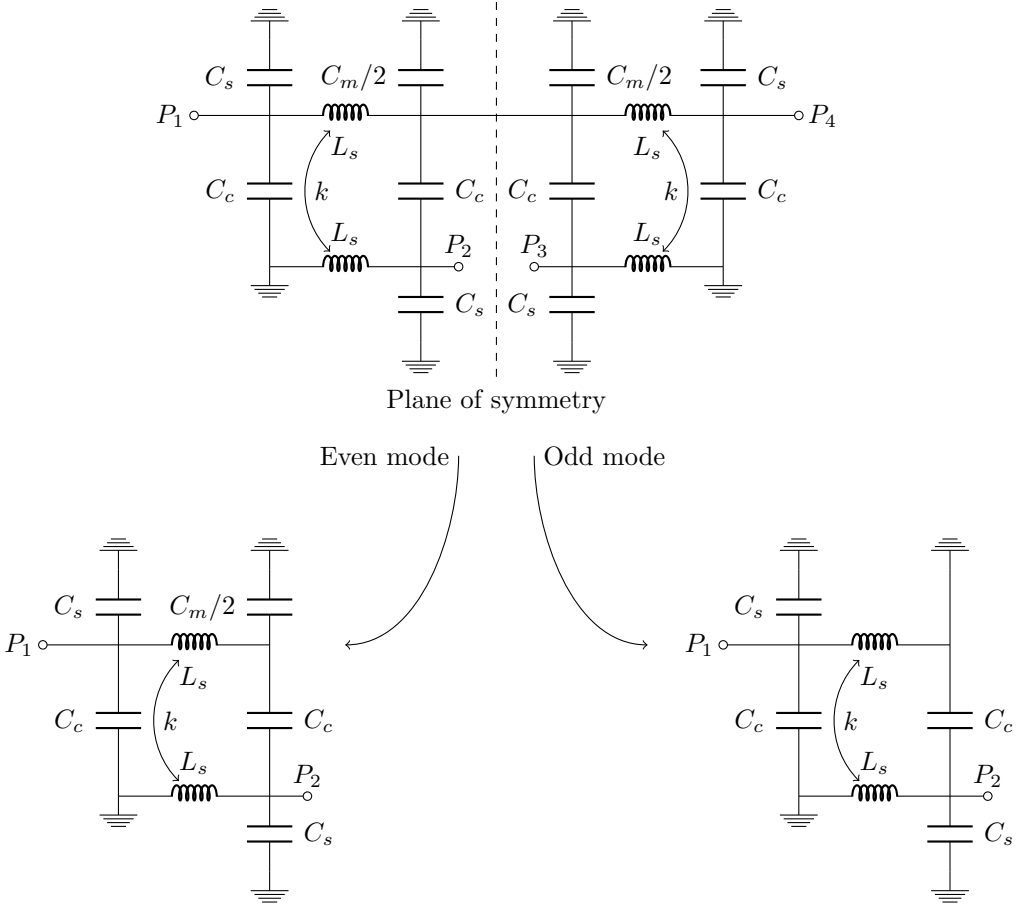 C_s C_m/2 C_m/2 C_s
P_1 P_4
L_s L_s
C_c k C_c C_c k C_c
L_s P_2 P_3 L_s
C_s C_s
Plane of symmetry
Even mode Odd mode
C_s C_m/2 C_s
P_1 P_1
L_s L_s
C_c k C_c C_c k C_c
L_s P_2 L_s P_2
C_s C_s